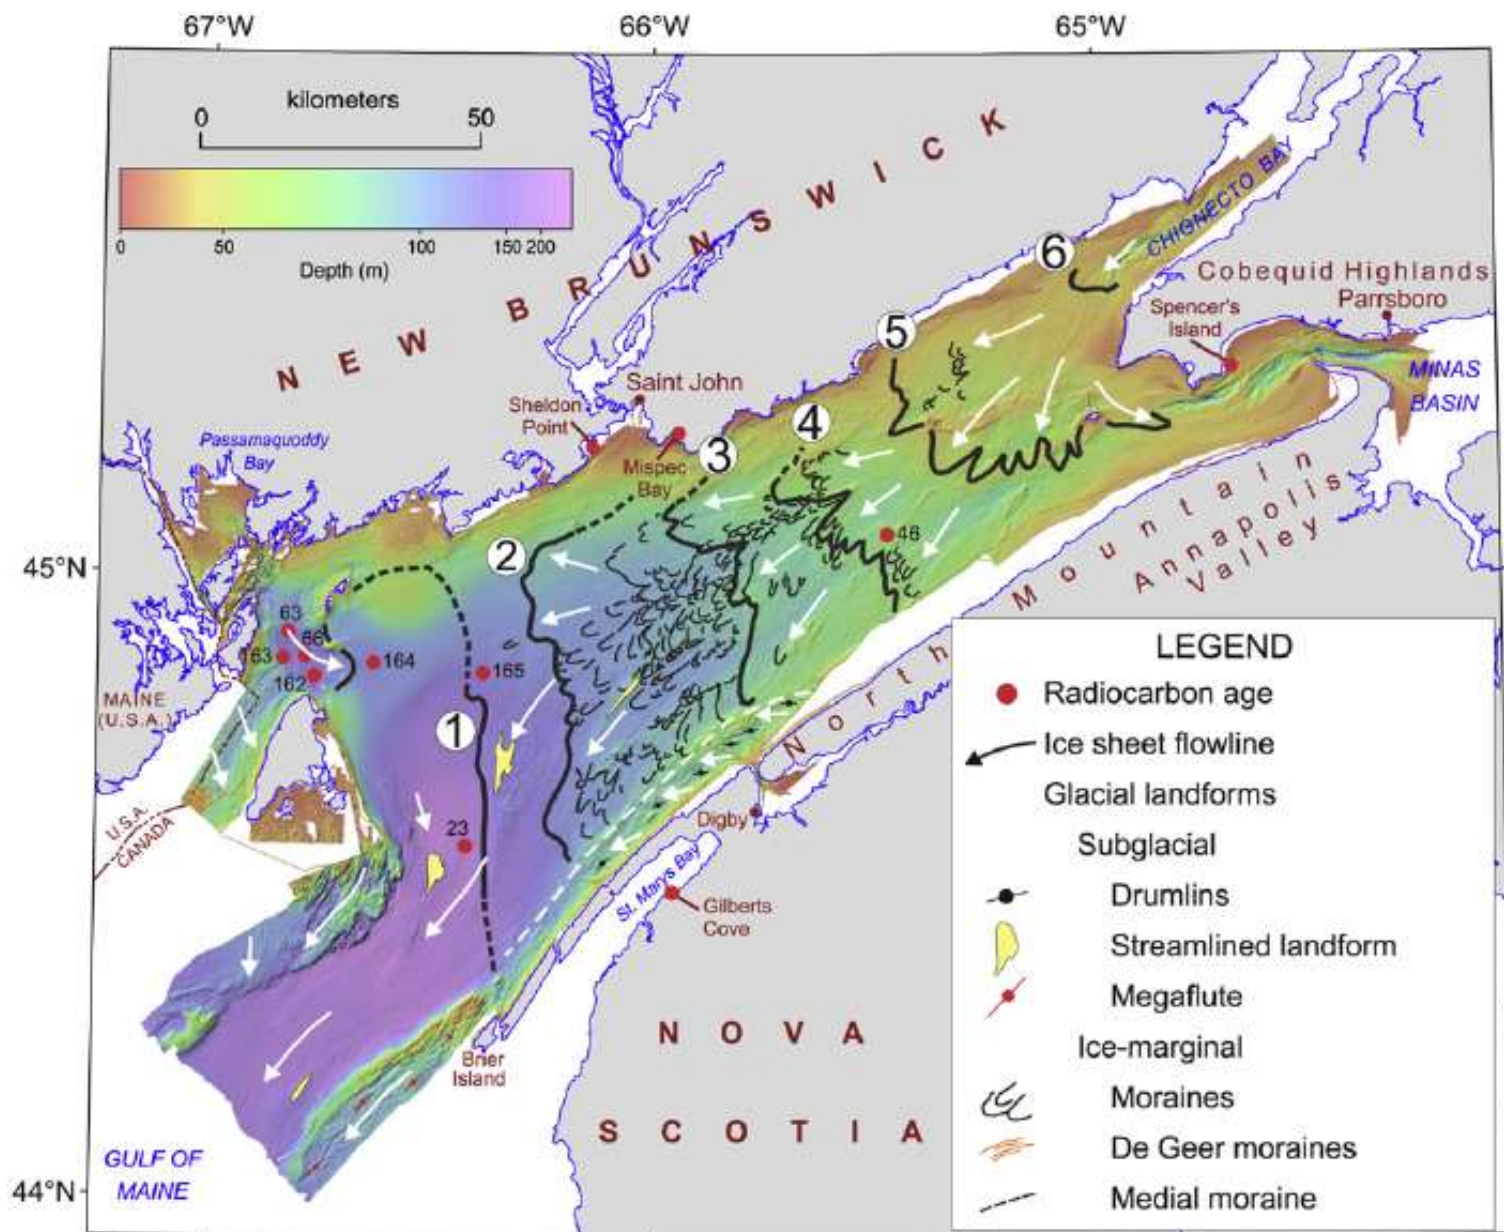 67°W
66°W
65°W
kilometers
0
50
0
50
100
150
200
Depth (m)
NEW BRUNSWICK
CHIGNECTO BAY
6
Cobequid Highlands
Parrsboro
Spencer's
Island
5
MINAS
BASIN
Saint John
Sheldon
Point
4
Mispec
Bay
3
Passamaquoddy
Bay
46
2
45°N
North Mountain
Annapolis
Valley
63
66
163
164
162
165
MAINE
(U.S.A.)
1
U.S.A.
CANADA
23
Digby
St. Marys Bay
Gilberts
Cove
Brier
Island
NOVA
SCOTIA
GULF OF
MAINE
44°N
LEGEND
Radiocarbon age
Ice sheet flowline
Glacial landforms
Subglacial
Drumlins
Streamlined landform
Megaflute
Ice-marginal
Moraines
De Geer moraines
Medial moraine